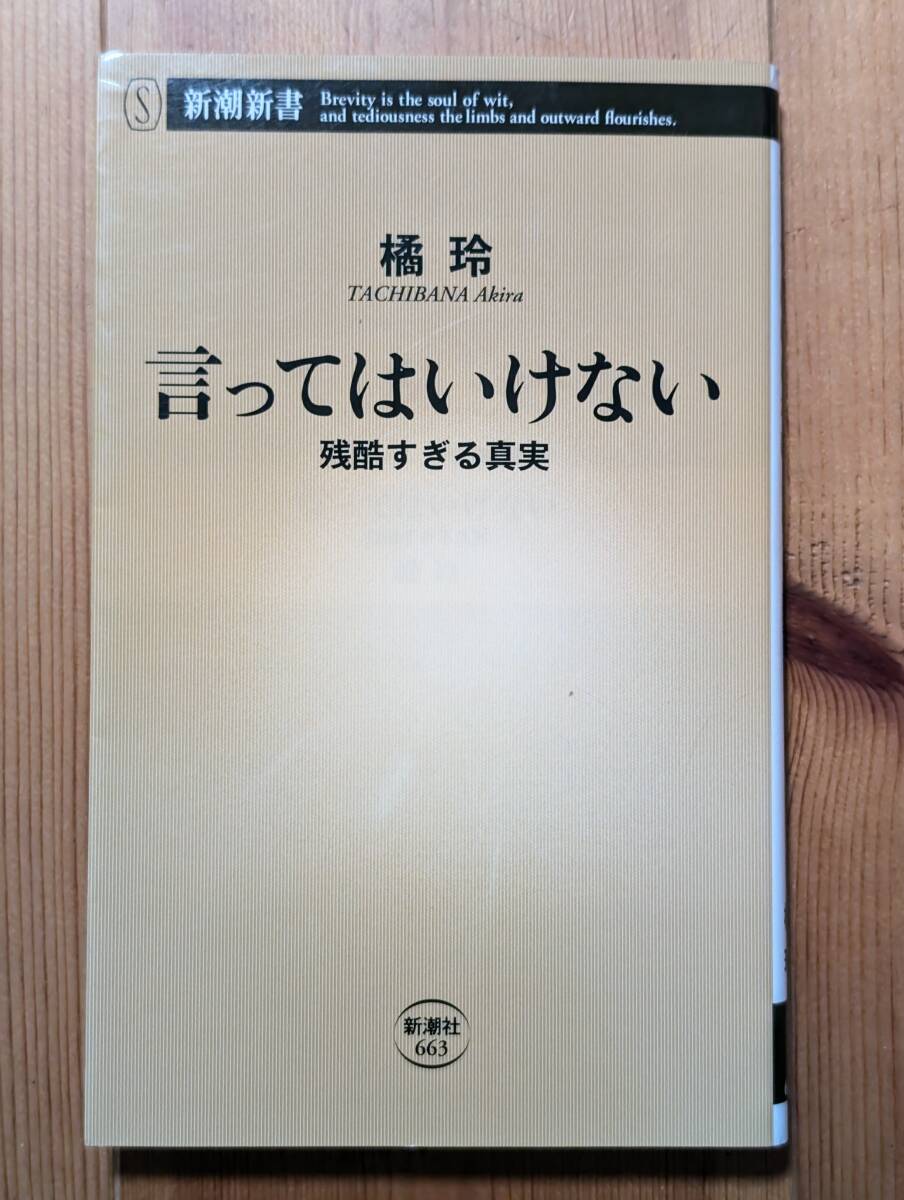 S
新潮新書
Brevity is the soul of wit,
and tediousness the limbs and outward flourishes.
橘 玲
TACHIBANA Akira
言ってはいけない
残酷すぎる真実
新潮社
663